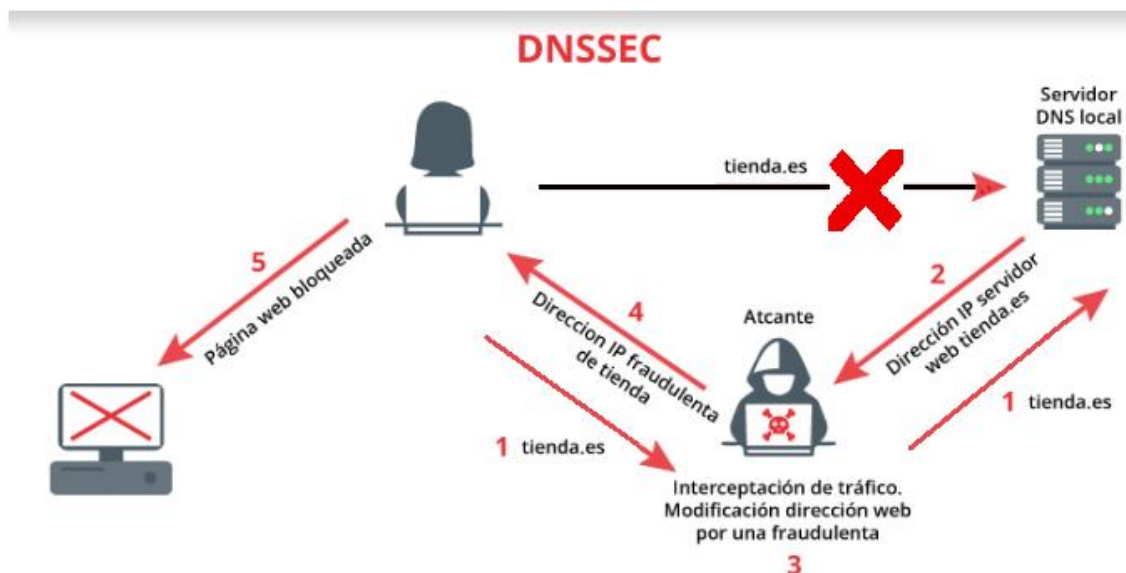 DNSSEC
Servidor
DNS local
tienda.es
5
Página web bloqueada
4
Direccion IP fraudulenta
de tienda
Atcante
2
Dirección IP servidor
web tienda.es
1 tienda.es
1 tienda.es
Interceptación de tráfico.
Modificación dirección web
por una fraudulenta
3